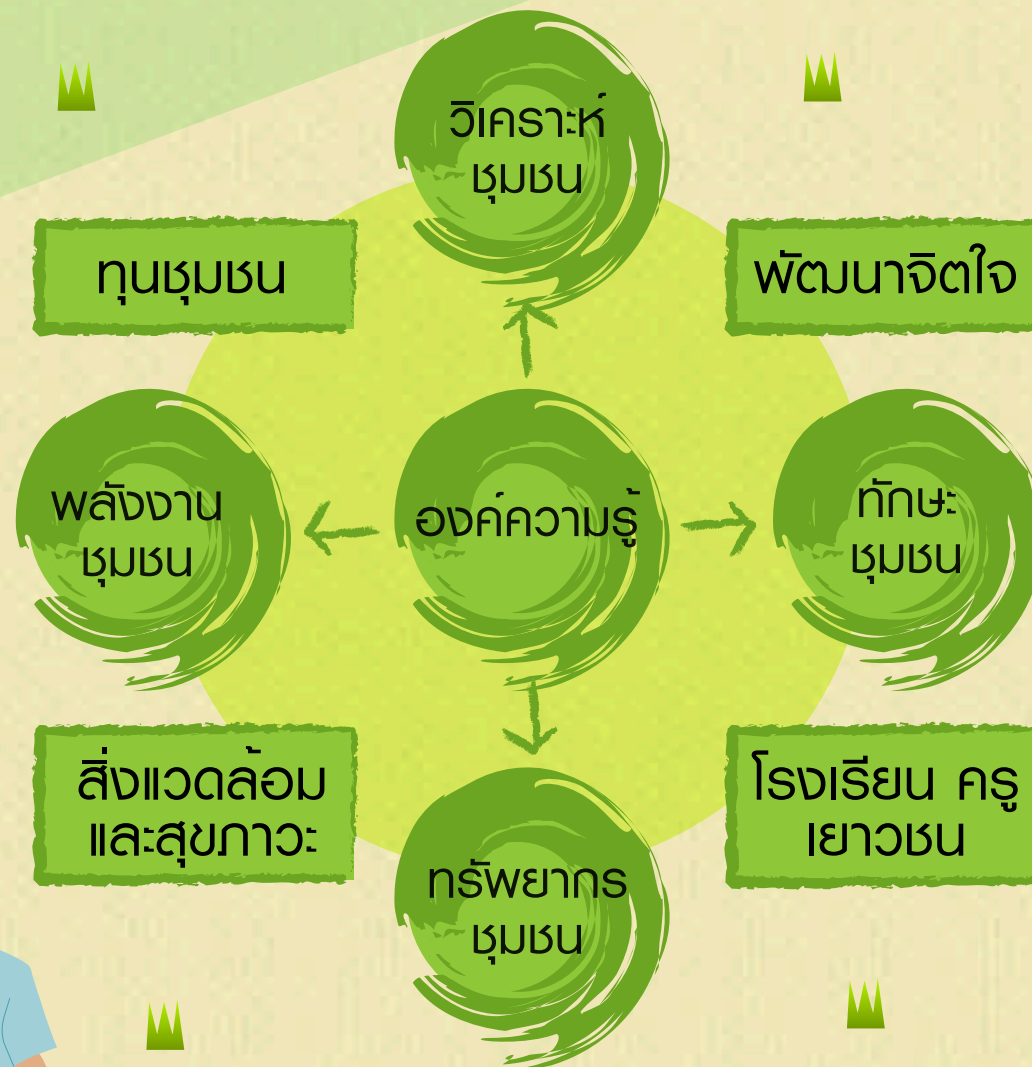 วิเคราะห์
ชุมชน
ทุนชุมชน
พัฒนาจิตใจ
พลังงาน
ชุมชน
องค์ความรู้
ทักษะ
ชุมชน
สิ่งแวดล้อม
และสุขภาวะ
โรงเรียน ครู
เยาวชน
ทรัพยากร
ชุมชน